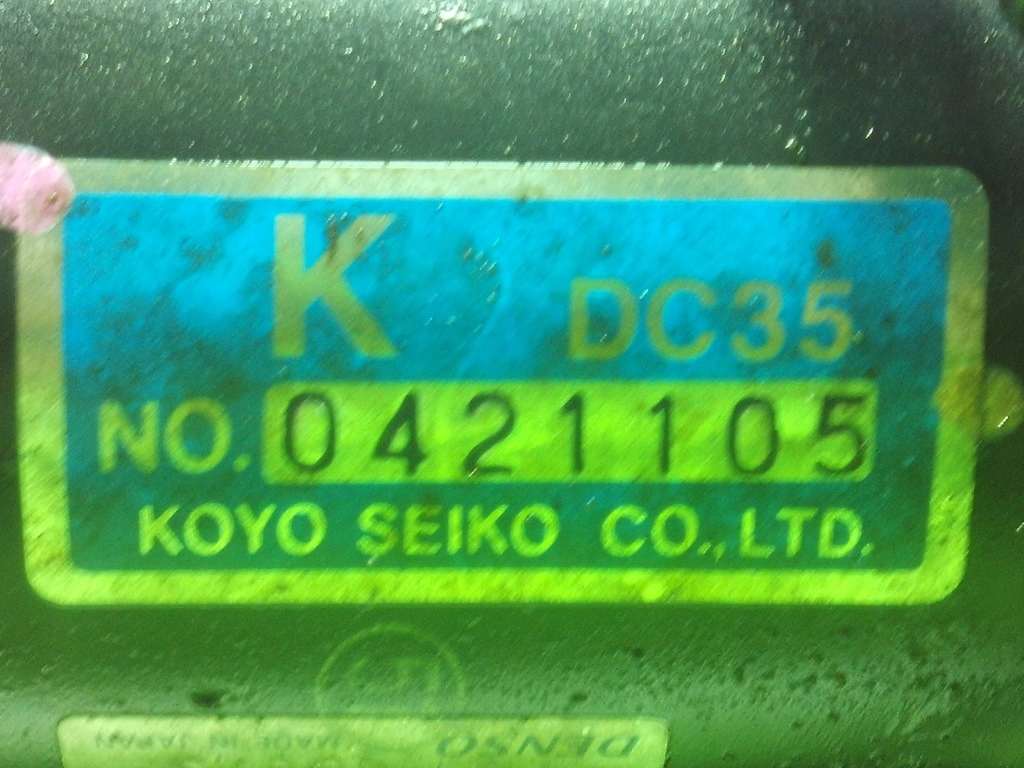 K DC35
NO. 0421105
KOYO SEIKO CO., LTD.
DENSO MADE IN JAPAN